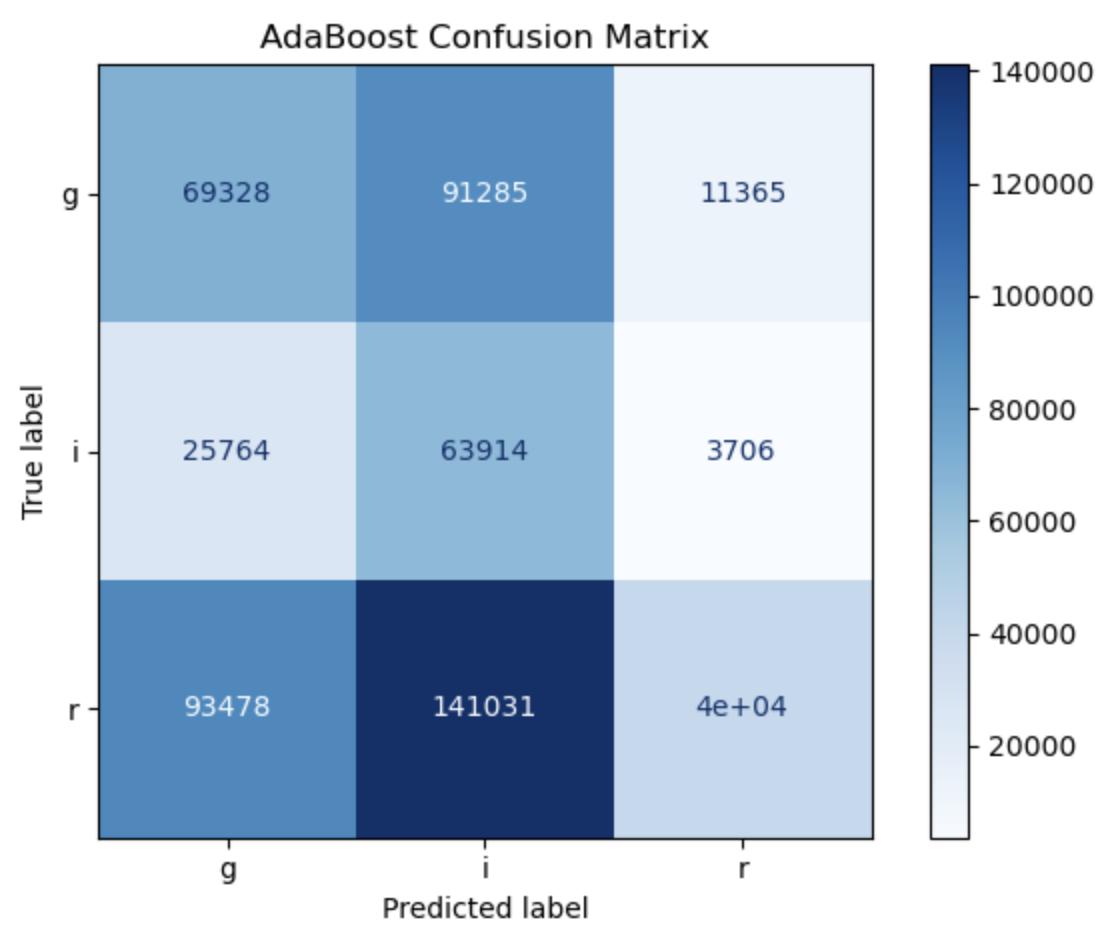 AdaBoost Confusion Matrix
140000
120000
100000
80000
60000
40000
20000
True label
g
69328 91285 11365
i
25764 63914 3706
r
93478 141031 4e+04
g i r
Predicted label